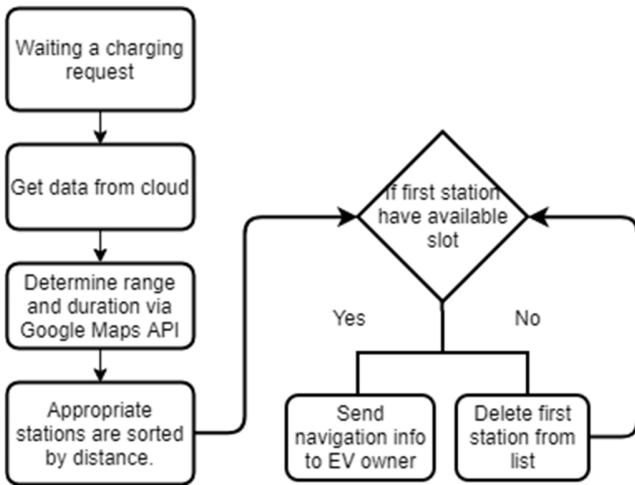 Waiting a charging
request
Get data from cloud
Determine range
and duration via
Google Maps API
Appropriate
stations are sorted
by distance.
If first station
have available
slot
Yes
No
Send
navigation info
to EV owner
Delete first
station from
list